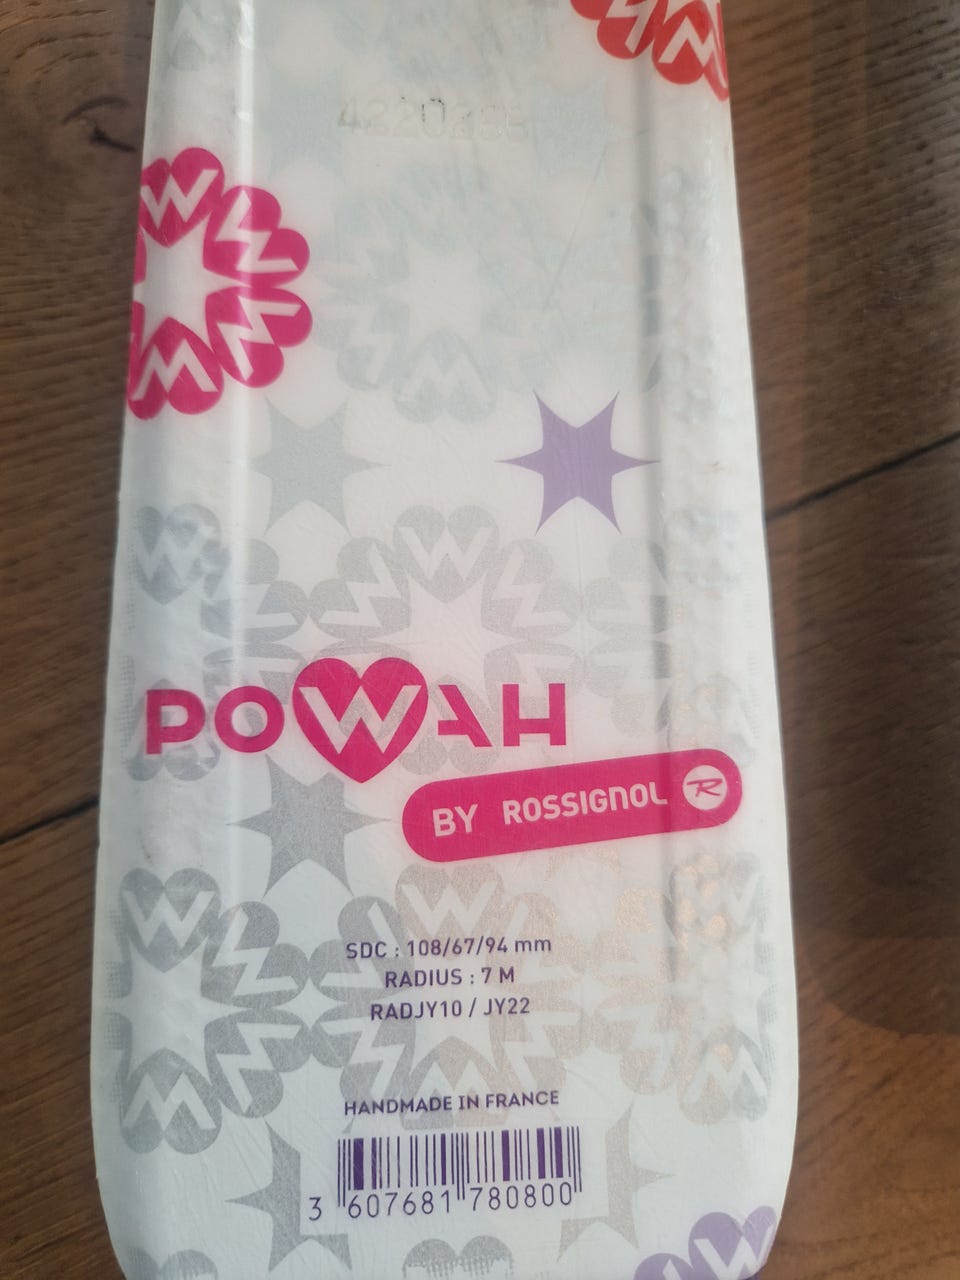 POWAH
BY ROSSIGNOL R
SDC : 108/67/94 mm
RADIUS : 7 M
RADJY10 / JY22
HANDMADE IN FRANCE
3 607681 780800